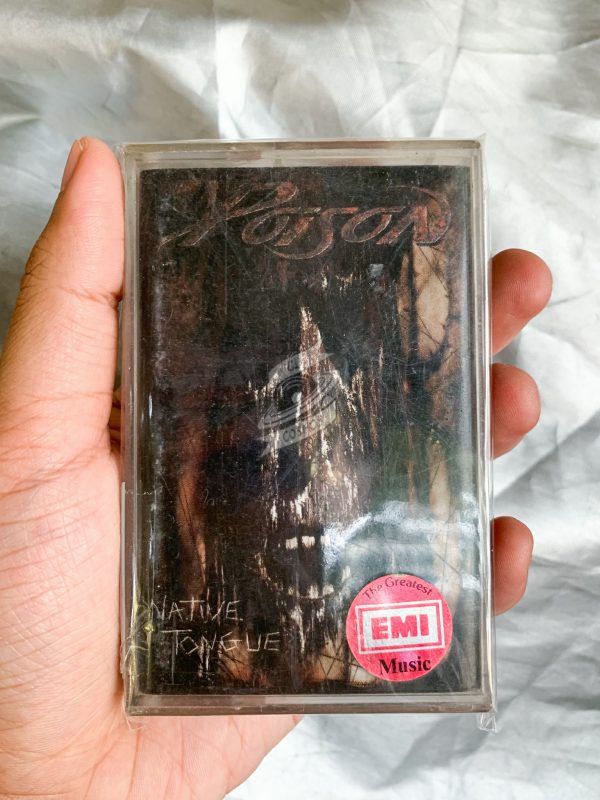 Poison
NATIVE
TONGUE
The Greatest
EMI
Music